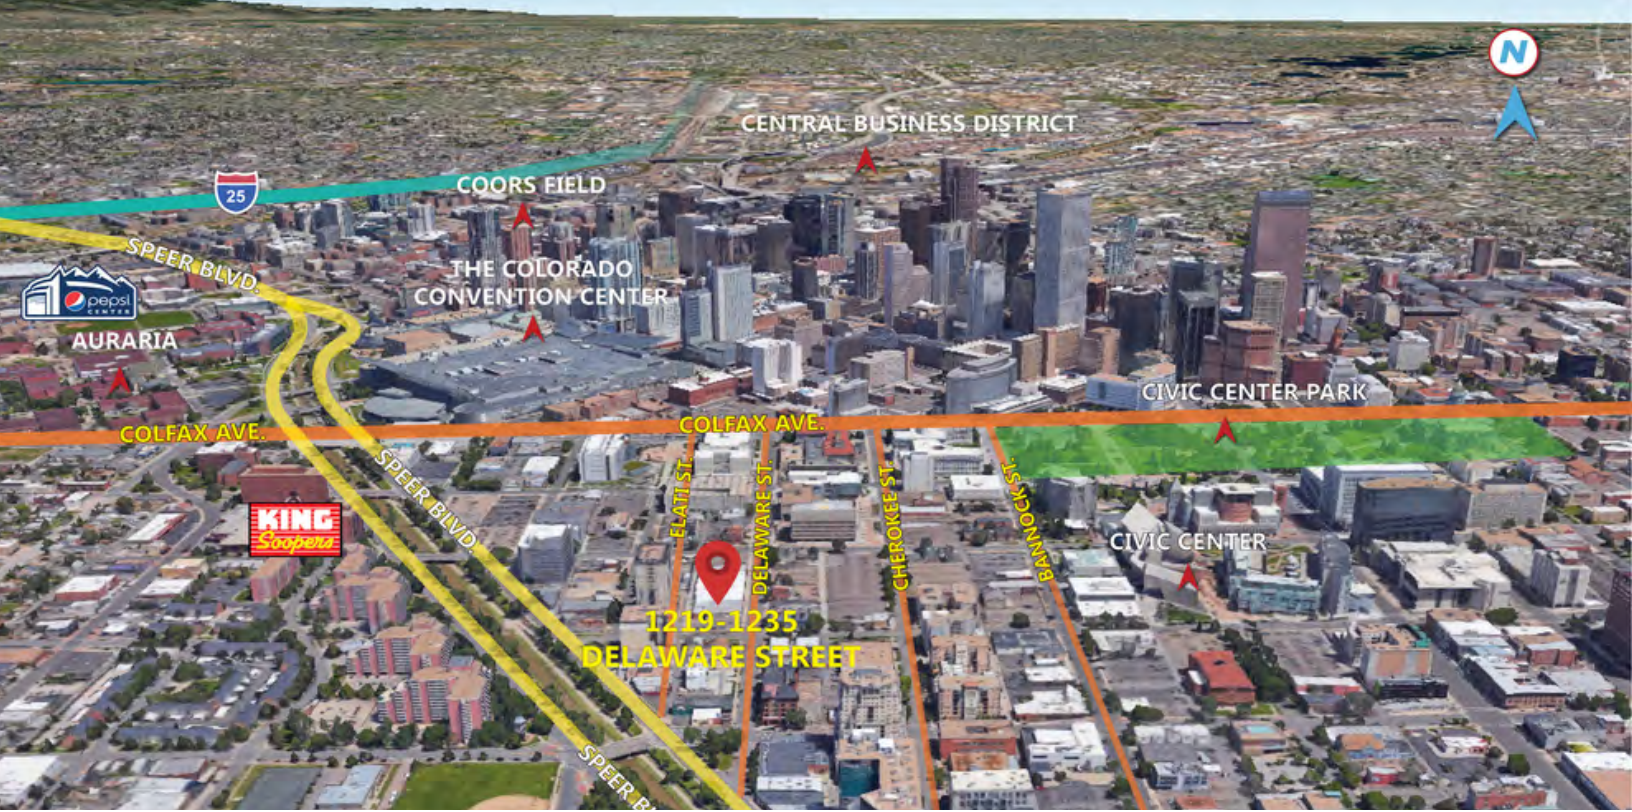 N
CENTRAL BUSINESS DISTRICT
25
COORS FIELD
SPEER BLVD.
THE COLORADO
CONVENTION CENTER
pepsi
CENTER
AURARIA
CIVIC CENTER PARK
COLFAX AVE.
COLFAX AVE.
SPEER BLVD.
ELATI ST.
DELAWARE ST.
CHEROKEE ST.
BANNOCK ST.
KING
Soopers
CIVIC CENTER
1219-1235
DELAWARE STREET
SPEER BLV